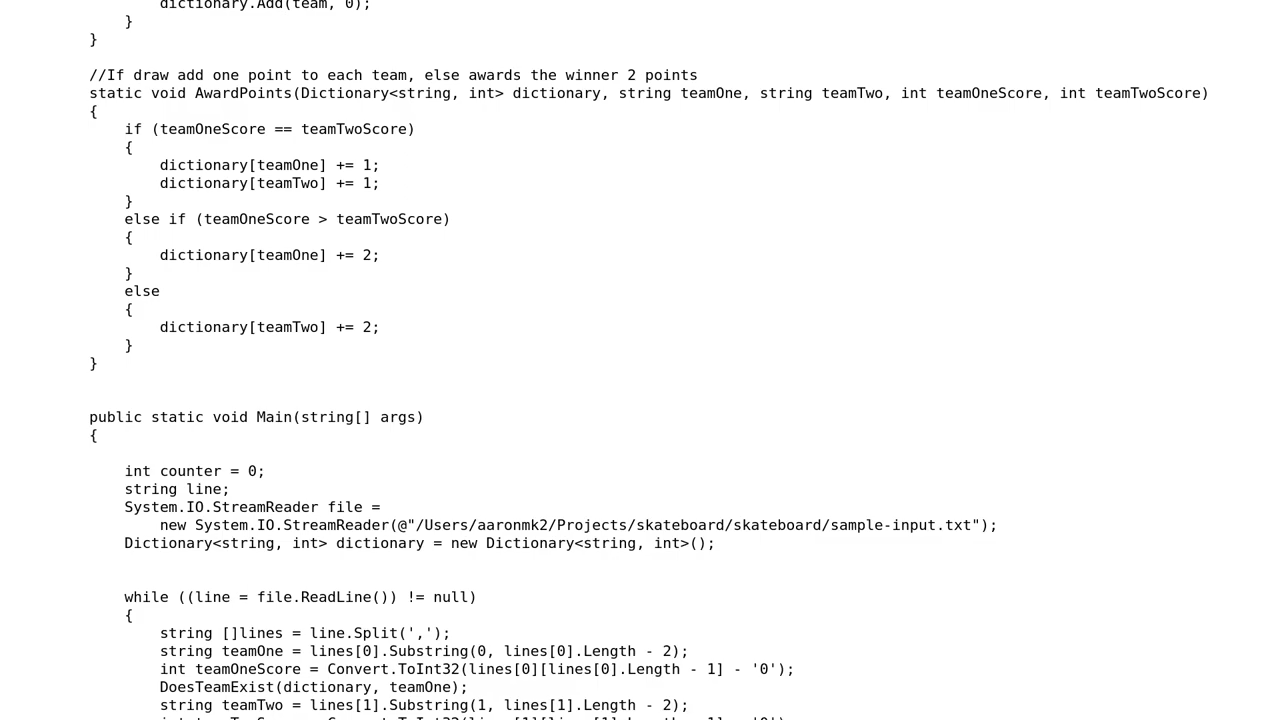 dictionary.Add(team, 0);
}
}
//If draw add one point to each team, else awards the winner 2 points
static void AwardPoints(Dictionary<string, int> dictionary, string teamOne, string teamTwo, int teamOneScore, int teamTwoScore)
{
if (teamOneScore == teamTwoScore)
{
dictionary[teamOne] += 1;
dictionary[teamTwo] += 1;
}
else if (teamOneScore > teamTwoScore)
{
dictionary[teamOne] += 2;
}
else
{
dictionary[teamTwo] += 2;
}
}
public static void Main(string[] args)
{
int counter = 0;
string line;
System.IO.StreamReader file =
new System.IO.StreamReader(@"/Users/aaronmk2/Projects/skateboard/skateboard/sample-input.txt");
Dictionary<string, int> dictionary = new Dictionary<string, int>();
while ((line = file.ReadLine()) != null)
{
string []lines = line.Split(',');
string teamOne = lines[0].Substring(0, lines[0].Length - 2);
int teamOneScore = Convert.ToInt32(lines[0][lines[0].Length - 1] - '0');
DoesTeamExist(dictionary, teamOne);
string teamTwo = lines[1].Substring(1, lines[1].Length - 2);